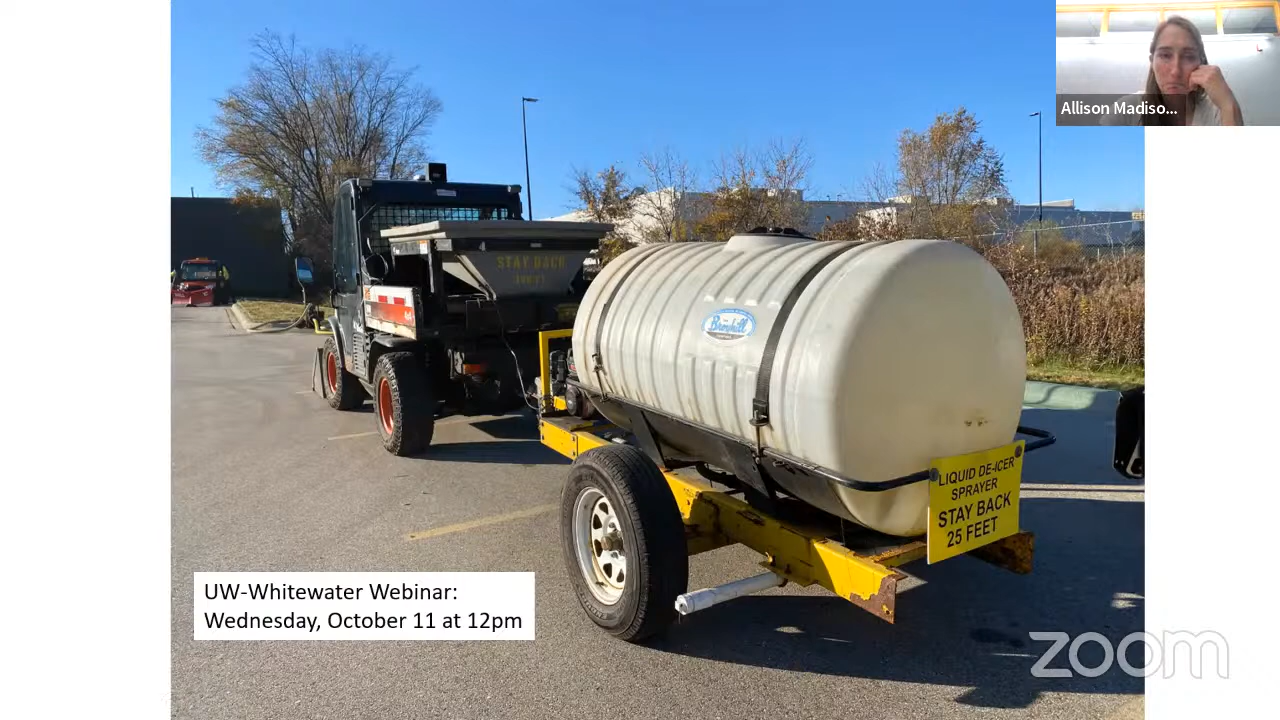 Allison Madiso...
STAY BACK
Bronhill
LIQUID DE-ICER
SPRAYER
STAY BACK
25 FEET
UW-Whitewater Webinar:
Wednesday, October 11 at 12pm
zoom